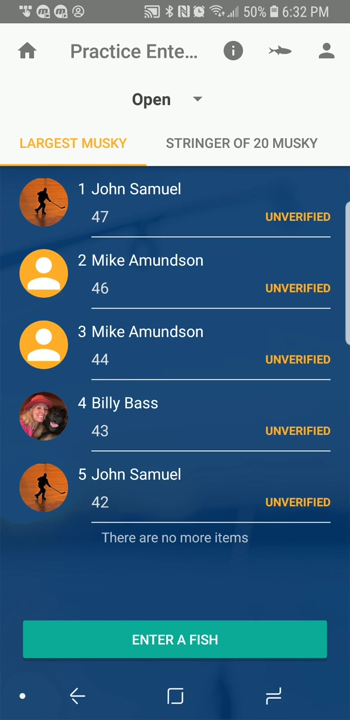 50% 6:32 PM
Practice Ente...
Open
LARGEST MUSKY STRINGER OF 20 MUSKY
1 John Samuel
47 UNVERIFIED
2 Mike Amundson
46 UNVERIFIED
3 Mike Amundson
44 UNVERIFIED
4 Billy Bass
43 UNVERIFIED
5 John Samuel
42 UNVERIFIED
There are no more items
ENTER A FISH